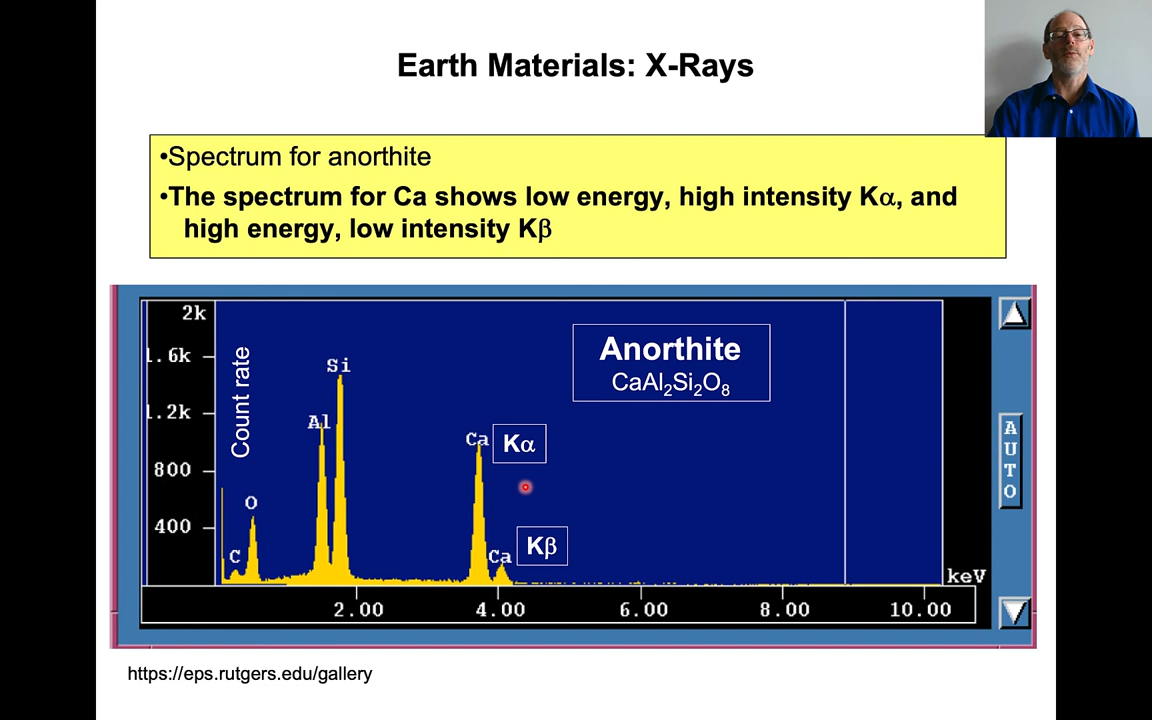 Earth Materials: X-Rays
•Spectrum for anorthite
•The spectrum for Ca shows low energy, high intensity Kα, and
high energy, low intensity Kβ
2k
1.6k
1.2k
800
400
Count rate
C
O
Al
Si
Ca
Kα
Ca
Kβ
Anorthite
CaAl₂Si₂O₈
AUTO
keV
2.00 4.00 6.00 8.00 10.00
https://eps.rutgers.edu/gallery